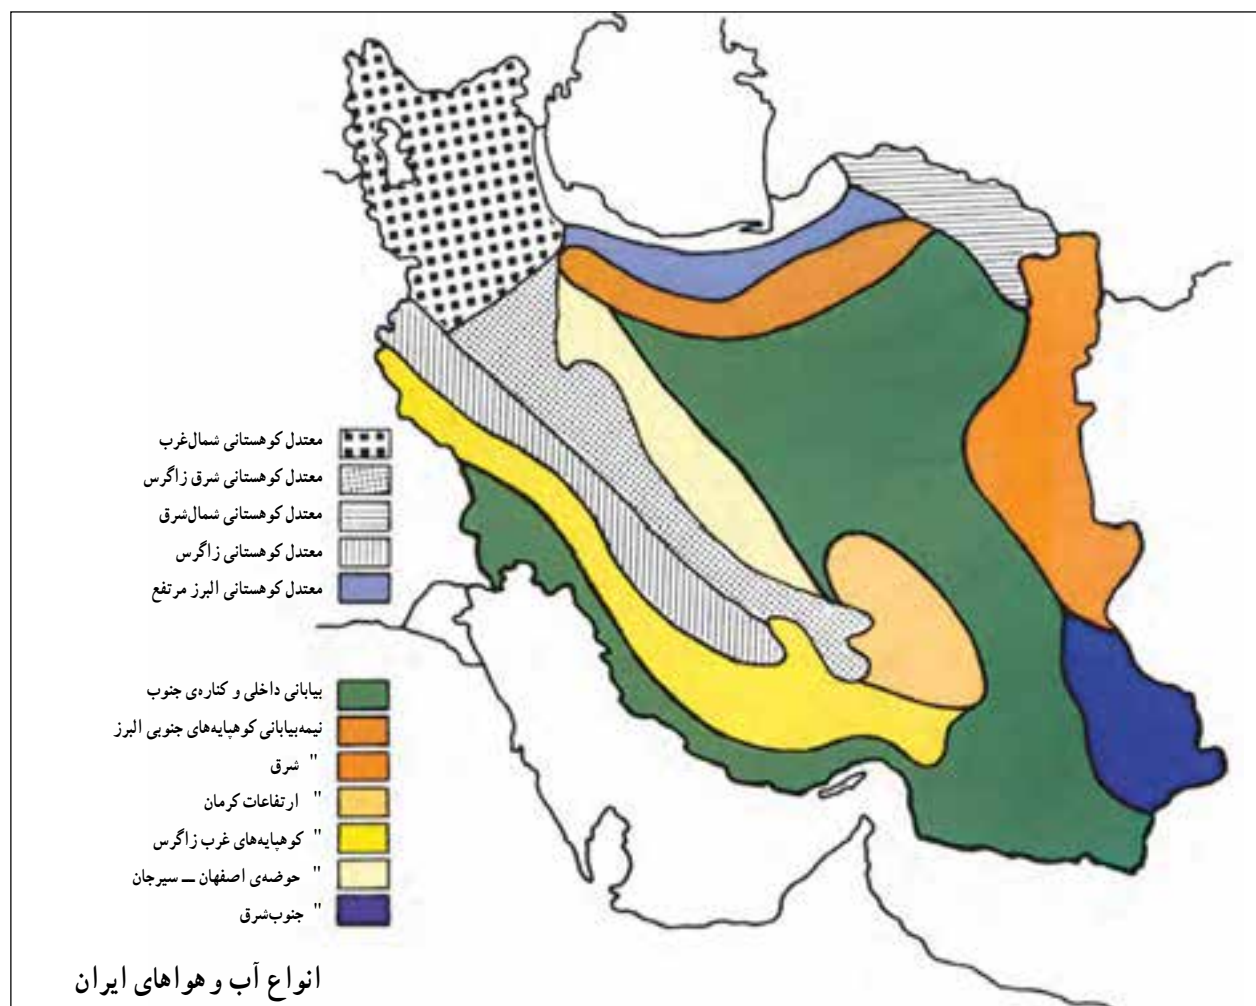 معتدل کوهستانی شمال‌غرب
معتدل کوهستانی شرق زاگرس
معتدل کوهستانی شمال‌شرق
معتدل کوهستانی زاگرس
معتدل کوهستانی البرز مرتفع
بیابانی داخلی و کناره‌ی جنوب
نیمه‌بیابانی کوهپایه‌های جنوبی البرز
" شرق
" ارتفاعات کرمان
" کوهپایه‌های غرب زاگرس
" حوضه‌ی اصفهان ـ سیرجان
" جنوب‌شرق
انواع آب و هواهای ایران